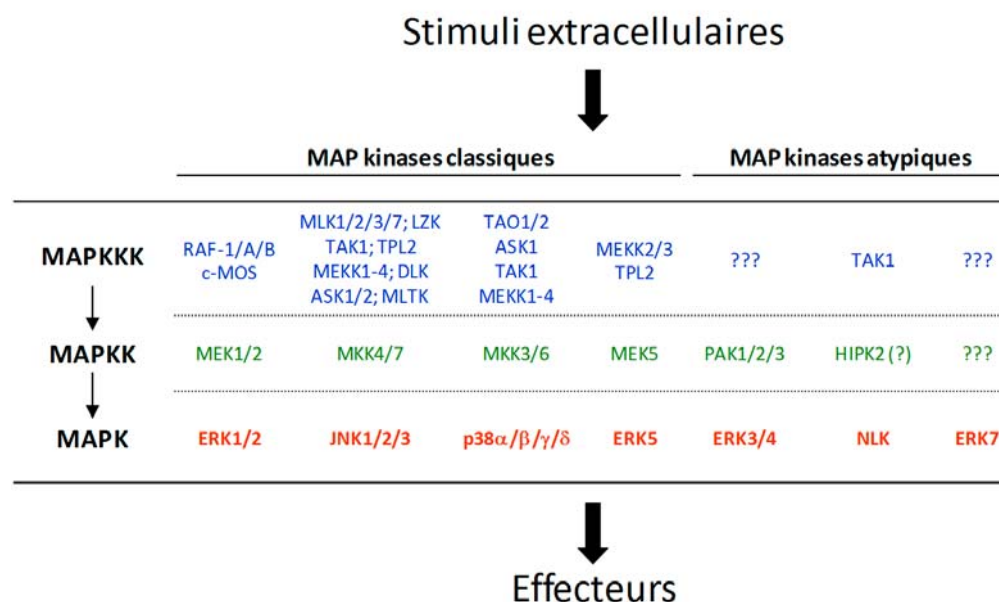 Stimuli extracellulaires
MAP kinases classiques
MAP kinases atypiques
MAPKKK
RAF-1/A/B
c-MOS
MLK1/2/3/7; LZK
TAK1; TPL2
MEKK1-4; DLK
ASK1/2; MLTK
TAO1/2
ASK1
TAK1
MEKK1-4
MEKK2/3
TPL2
???
TAK1
???
MAPKK
MEK1/2
MKK4/7
MKK3/6
MEK5
PAK1/2/3
HIPK2 (?)
???
MAPK
ERK1/2
JNK1/2/3
p38α/β/γ/δ
ERK5
ERK3/4
NLK
ERK7
Effecteurs